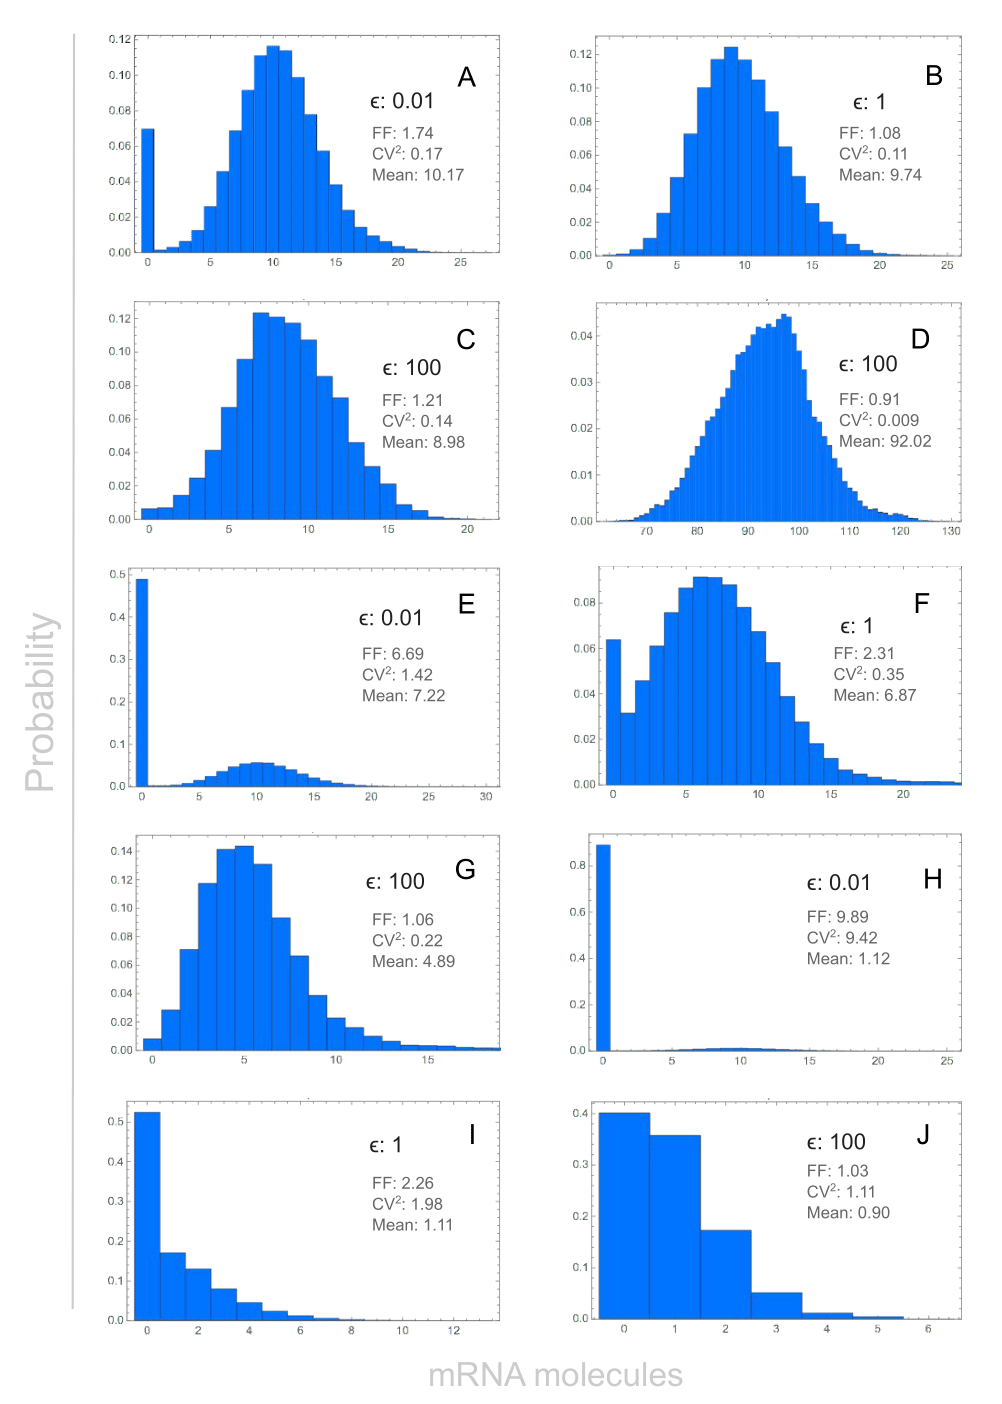 A
ϵ: 0.01
FF: 1.74
CV²: 0.17
Mean: 10.17
0.12
0.10
0.08
0.06
0.04
0.02
0.00
0 5 10 15 20 25
B
ϵ: 1
FF: 1.08
CV²: 0.11
Mean: 9.74
0.12
0.10
0.08
0.06
0.04
0.02
0.00
0 5 10 15 20 25
C
ϵ: 100
FF: 1.21
CV²: 0.14
Mean: 8.98
0.12
0.10
0.08
0.06
0.04
0.02
0.00
0 5 10 15 20
D
ϵ: 100
FF: 0.91
CV²: 0.009
Mean: 92.02
0.04
0.03
0.02
0.01
0.00
70 80 90 100 110 120 130
E
ϵ: 0.01
FF: 6.69
CV²: 1.42
Mean: 7.22
0.5
0.4
0.3
0.2
0.1
0.0
0 5 10 15 20 25 30
F
ϵ: 1
FF: 2.31
CV²: 0.35
Mean: 6.87
0.08
0.06
0.04
0.02
0.00
0 5 10 15 20
G
ϵ: 100
FF: 1.06
CV²: 0.22
Mean: 4.89
0.14
0.12
0.10
0.08
0.06
0.04
0.02
0.00
0 5 10 15
H
ϵ: 0.01
FF: 9.89
CV²: 9.42
Mean: 1.12
0.8
0.6
0.4
0.2
0.0
0 5 10 15 20 25
I
ϵ: 1
FF: 2.26
CV²: 1.98
Mean: 1.11
0.5
0.4
0.3
0.2
0.1
0.0
0 2 4 6 8 10 12
J
ϵ: 100
FF: 1.03
CV²: 1.11
Mean: 0.90
0.4
0.3
0.2
0.1
0.0
0 1 2 3 4 5 6
Probability
mRNA molecules